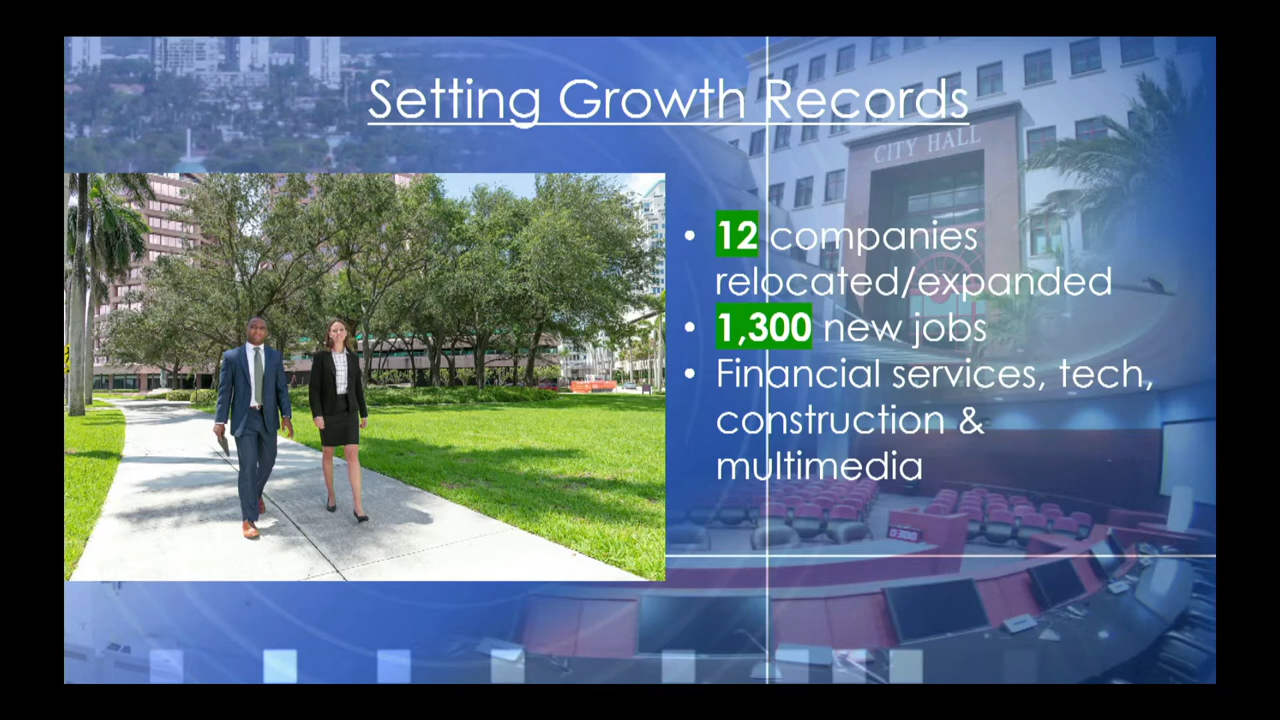 Setting Growth Records
CITY HALL
• 12 companies
relocated/expanded
• 1,300 new jobs
• Financial services, tech,
construction &
multimedia